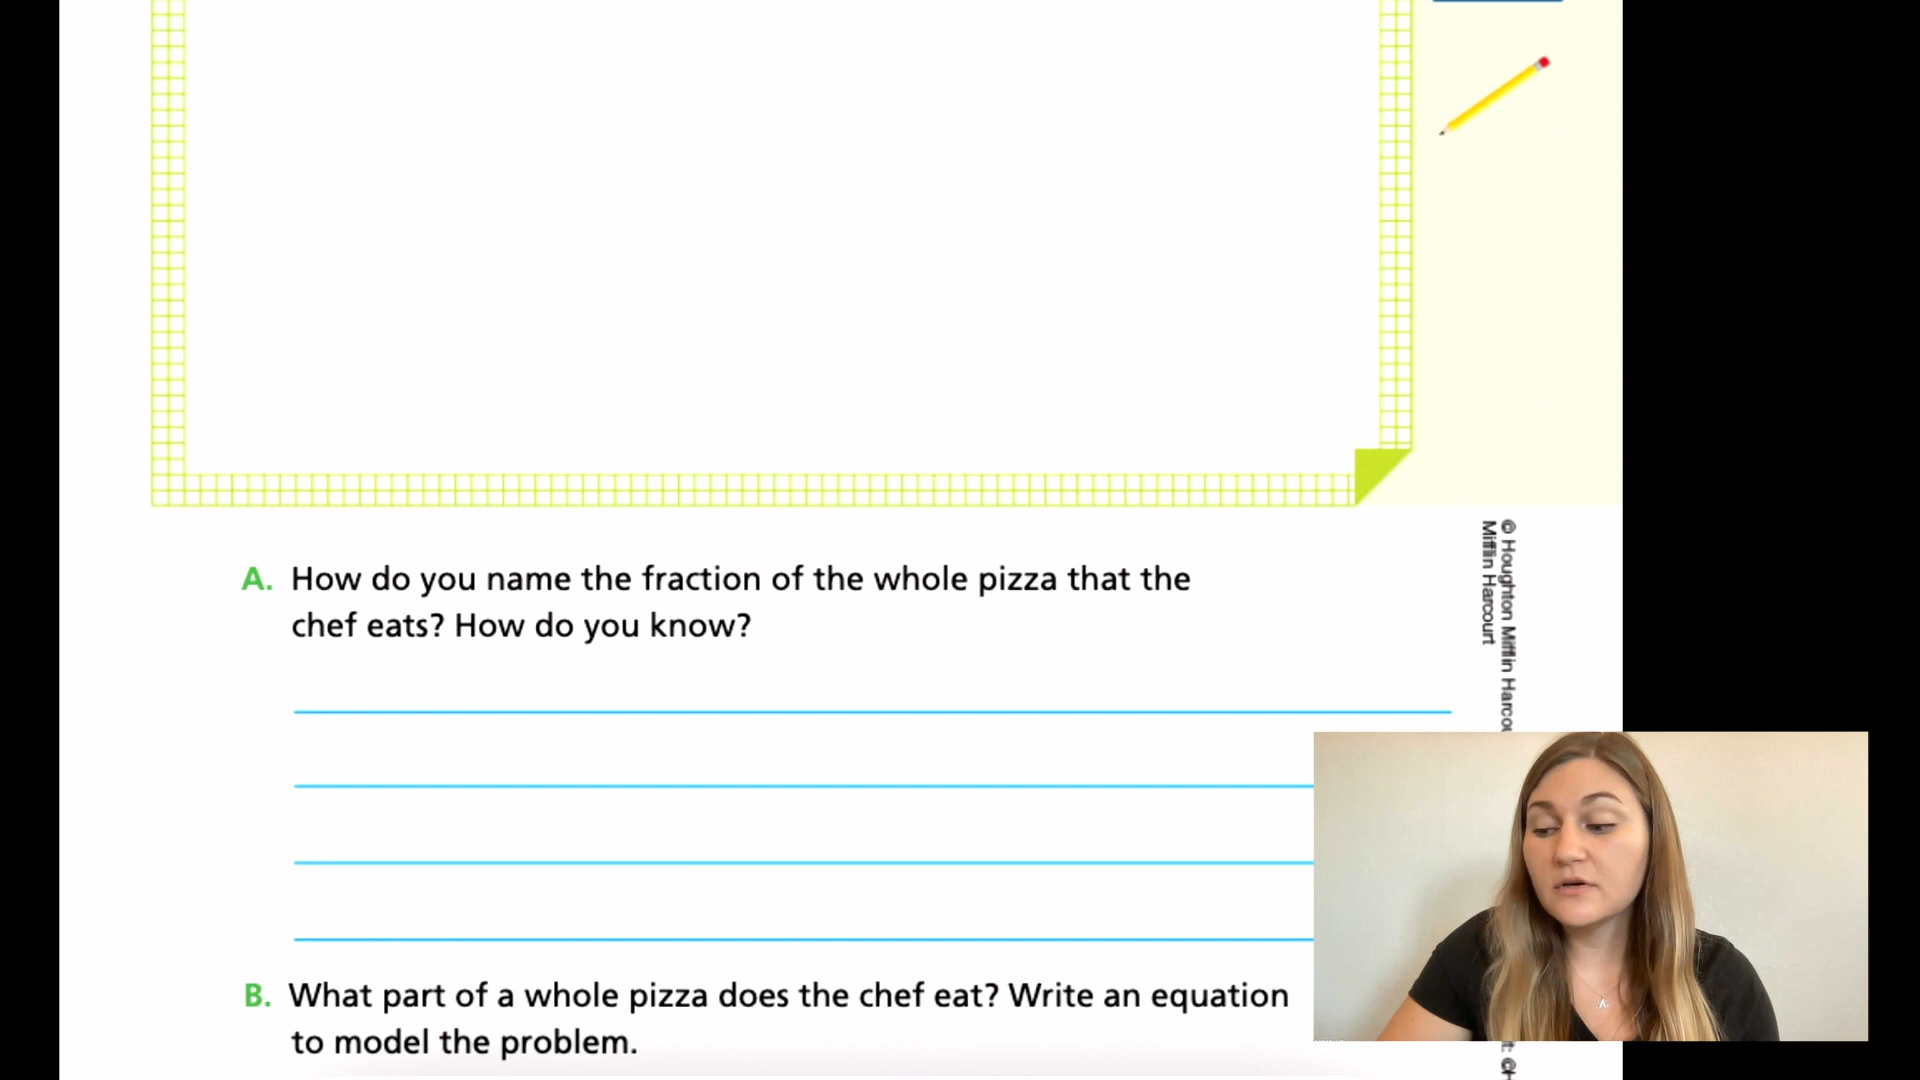 A. How do you name the fraction of the whole pizza that the
chef eats? How do you know?
© Houghton Mifflin Harcou
Mifflin Harcourt
B. What part of a whole pizza does the chef eat? Write an equation
to model the problem.